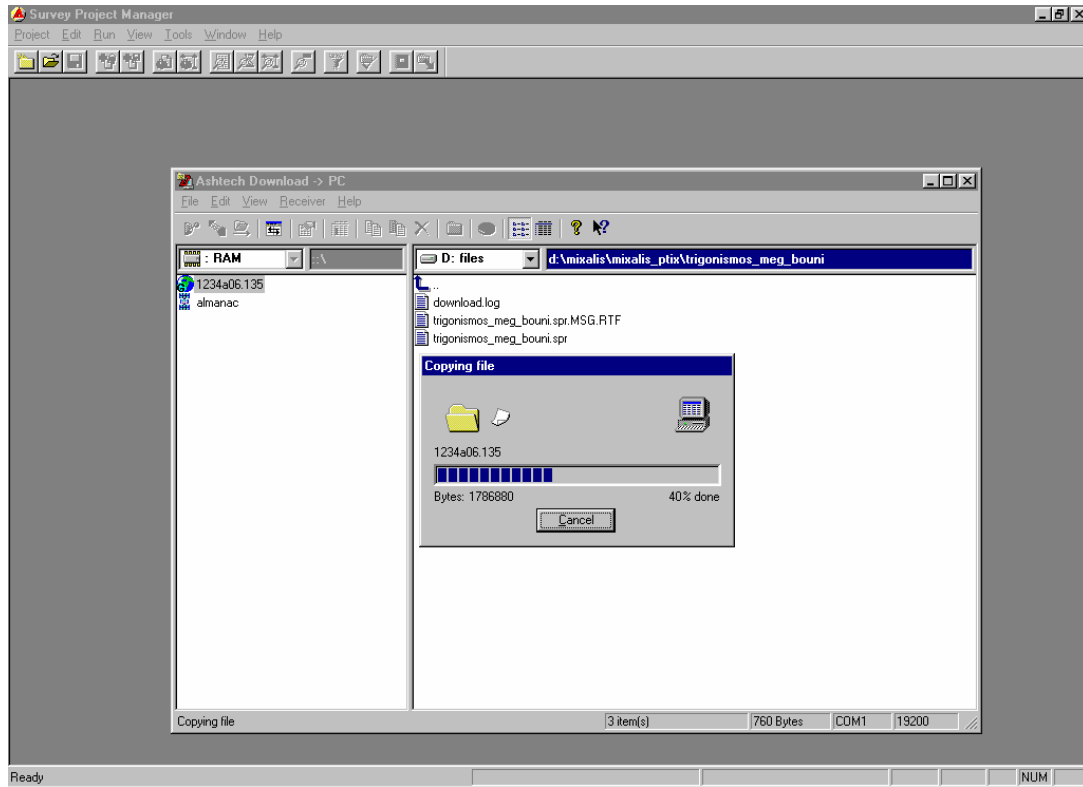 Survey Project Manager
Project Edit Run View Tools Window Help
Ashtech Download -> PC
File Edit View Receiver Help
: RAM ::\ D: files d:\mixalis\mixalis_ptix\trigonismos_meg_bouni
1234a06.135
almanac
..
download.log
trigonismos_meg_bouni.spr.MSG.RTF
trigonismos_meg_bouni.spr
Copying file
1234a06.135
Bytes: 1786880 40% done
Cancel
Copying file 3 item(s) 760 Bytes COM1 19200
Ready NUM